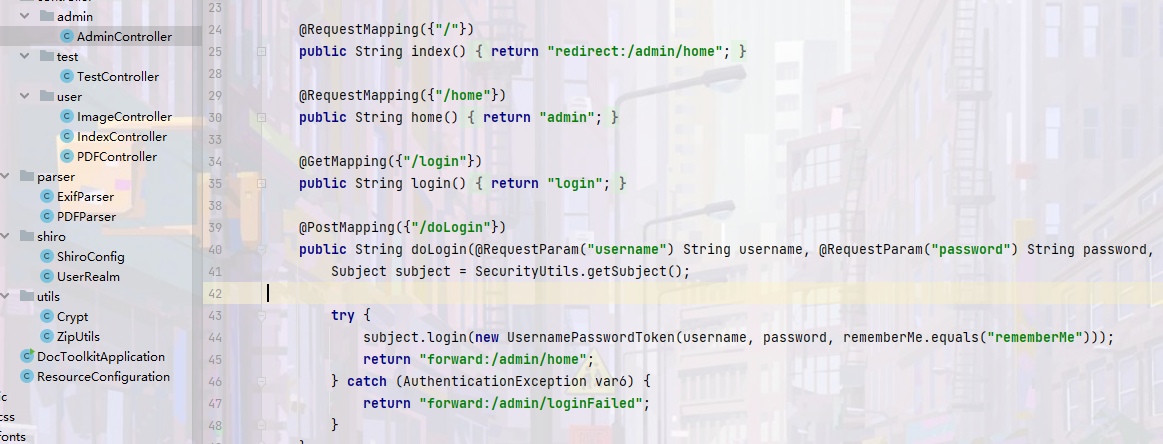 admin
AdminController
test
TestController
user
ImageController
IndexController
PDFController
parser
ExifParser
PDFParser
shiro
ShiroConfig
UserRealm
utils
Crypt
ZipUtils
DocToolkitApplication
ResourceConfiguration
ic
css
fonts
23
24 @RequestMapping({"/"})
25 public String index() { return "redirect:/admin/home"; }
28
29 @RequestMapping({"/home"})
30 public String home() { return "admin"; }
33
34 @GetMapping({"/login"})
35 public String login() { return "login"; }
38
39 @PostMapping({"/doLogin"})
40 public String doLogin(@RequestParam("username") String username, @RequestParam("password") String password,
41 Subject subject = SecurityUtils.getSubject();
42
43 try {
44 subject.login(new UsernamePasswordToken(username, password, rememberMe.equals("rememberMe")));
45 return "forward:/admin/home";
46 } catch (AuthenticationException var6) {
47 return "forward:/admin/loginFailed";
48 }